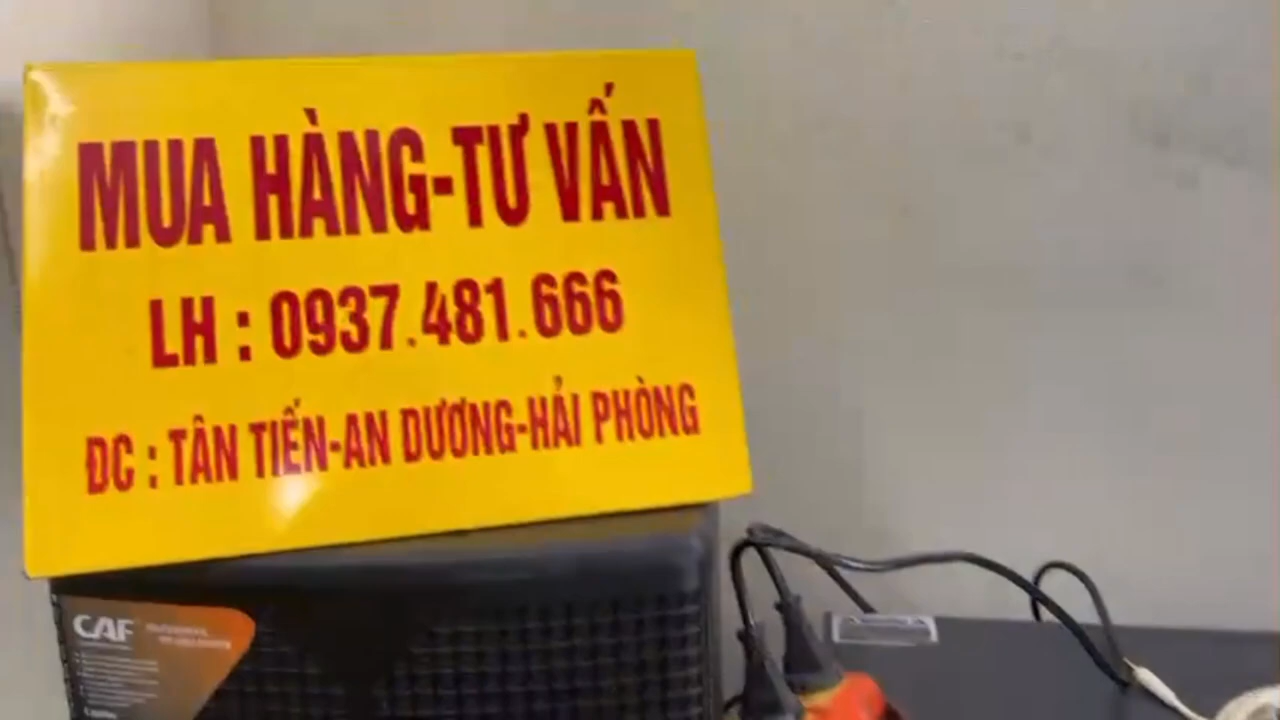 MUA HÀNG-TƯ VẤN
LH : 0937.481.666
ĐC : TÂN TIẾN-AN DƯƠNG-HẢI PHÒNG
CAF